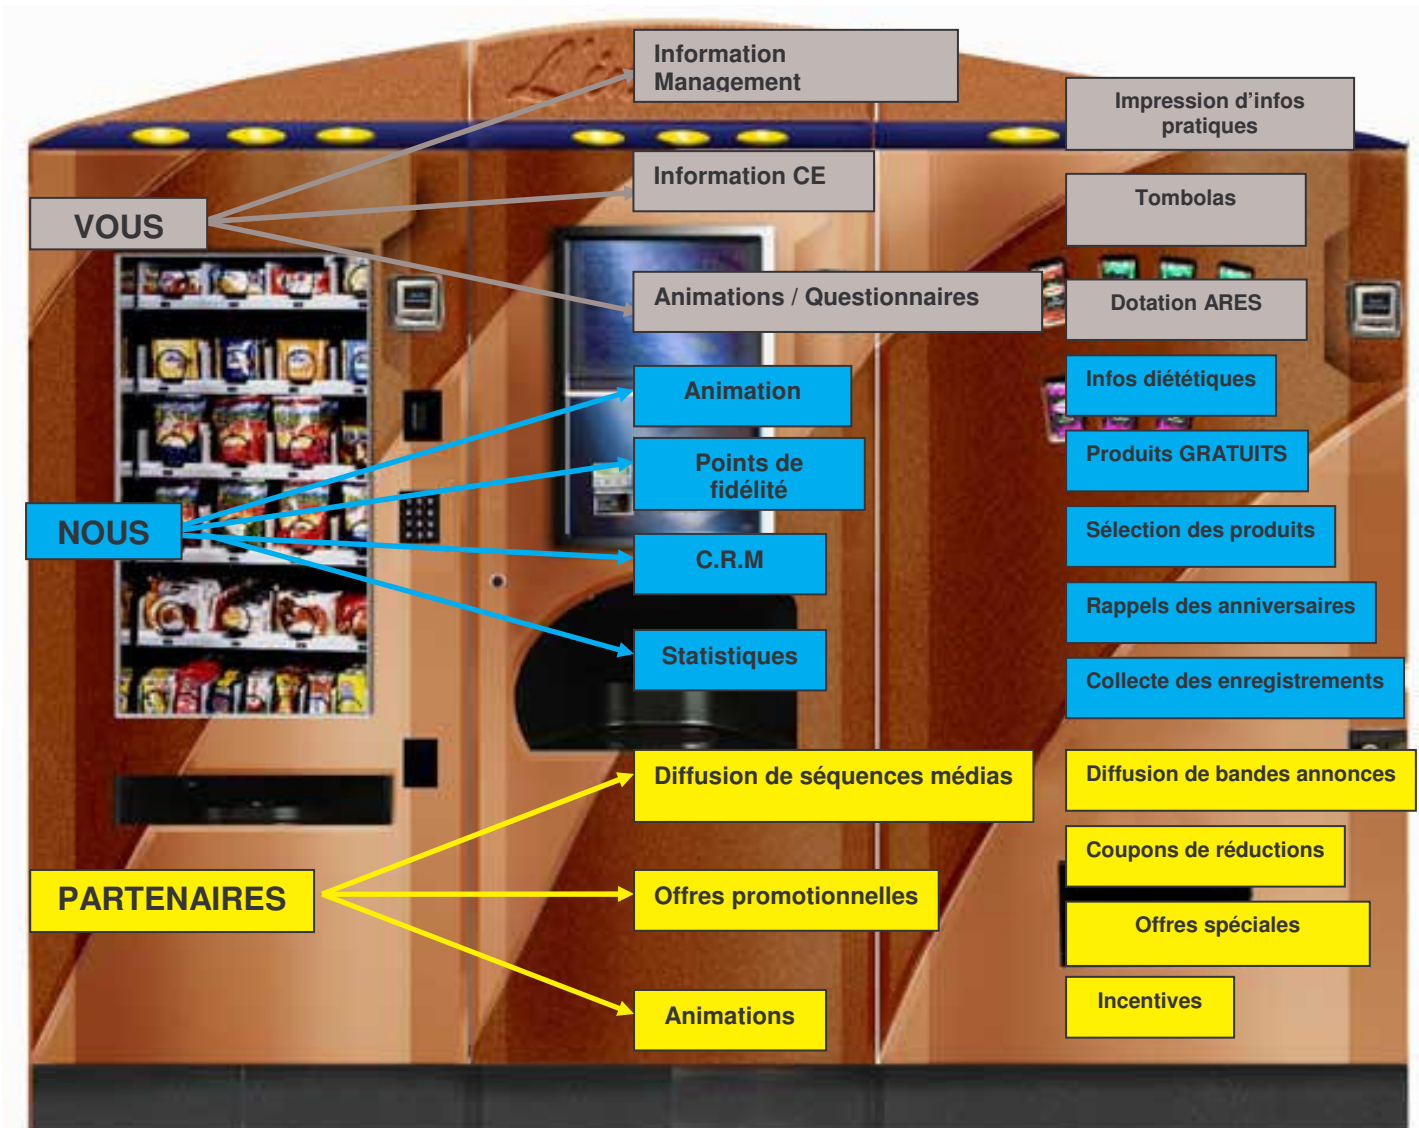 Information
Management
Impression d’infos
pratiques
Information CE
VOUS
Tombolas
Animations / Questionnaires
Dotation ARES
Animation
Infos diététiques
Points de
fidélité
Produits GRATUITS
NOUS
C.R.M
Sélection des produits
Rappels des anniversaires
Statistiques
Collecte des enregistrements
Diffusion de séquences médias
Diffusion de bandes annonces
Coupons de réductions
PARTENAIRES
Offres promotionnelles
Offres spéciales
Animations
Incentives